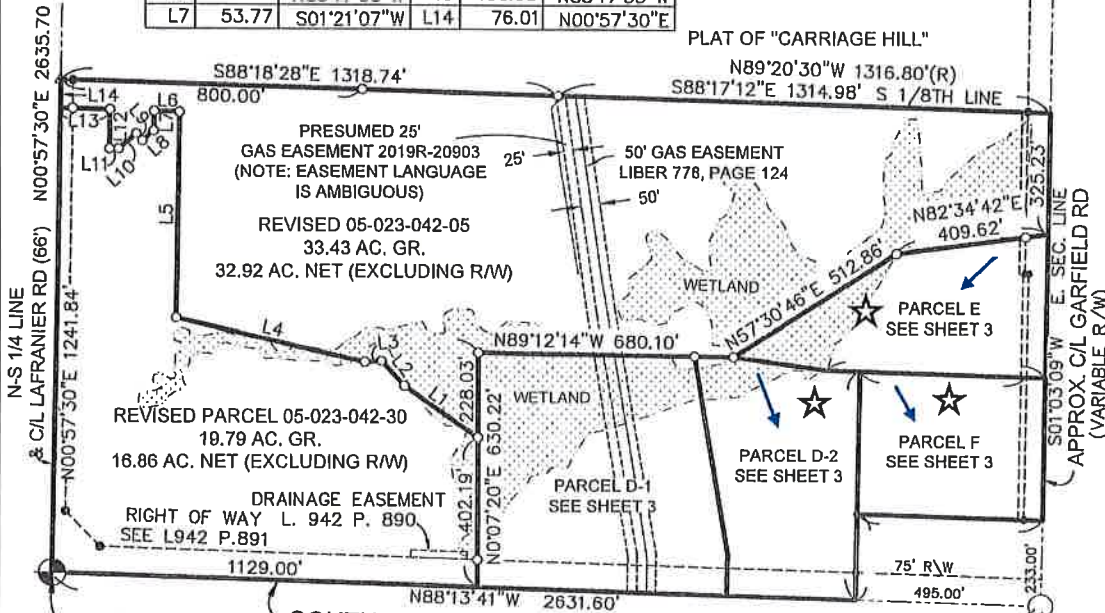 L7 53.77 S01°21'07"W L14 76.01 N00°57'30"E
PLAT OF "CARRIAGE HILL"
N89°20'30"W 1316.80'(R)
S88°17'12"E 1314.98' S 1/8TH LINE
S88°18'28"E 1318.74'
800.00'
N00°57'30"E 2635.70
L14
L13
L12
L11
L10
L8
L6
L7
L5
PRESUMED 25'
GAS EASEMENT 2019R-20903
(NOTE: EASEMENT LANGUAGE
IS AMBIGUOUS)
25'
50' GAS EASEMENT
LIBER 778, PAGE 124
50'
REVISED 05-023-042-05
33.43 AC. GR.
32.92 AC. NET (EXCLUDING R/W)
N-S 1/4 LINE
& C/L LAFRANIER RD (66')
N00°57'30"E 1241.84'
325.23'
N82°34'42"E
409.62'
WETLAND
N57°30'46"E 512.86'
PARCEL E
SEE SHEET 3
S01°03'09"W E. SEC. LINE
APPROX. C/L GARFIELD RD
(VARIABLE R/W)
L4
L3
L2
L1
N89°12'14"W 680.10'
228.03'
N0°07'20"E 630.22'
402.19'
WETLAND
REVISED PARCEL 05-023-042-30
19.79 AC. GR.
16.86 AC. NET (EXCLUDING R/W)
PARCEL D-1
SEE SHEET 3
PARCEL D-2
SEE SHEET 3
PARCEL F
SEE SHEET 3
DRAINAGE EASEMENT
RIGHT OF WAY L. 942 P. 890
SEE L942 P.891
1129.00'
75' R\W
495.00'
233.00'
N88°13'41"W 2631.60'